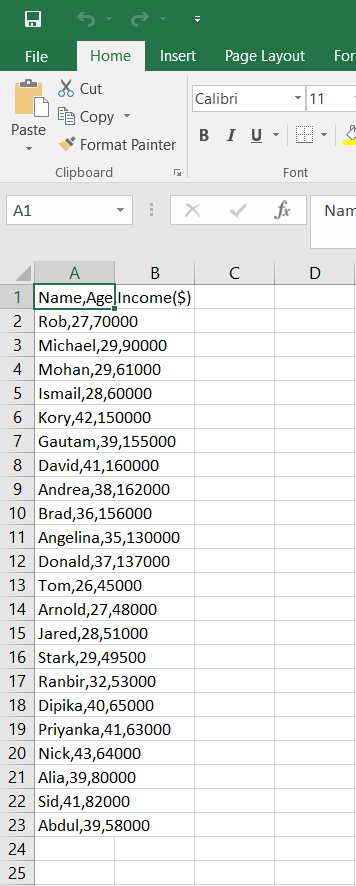 File Home Insert Page Layout For
Cut
Copy
Paste
Format Painter
Calibri 11
B I U
Clipboard Font
A1 fx Nam
A B C D
1 Name,Age,Income($)
2 Rob,27,70000
3 Michael,29,90000
4 Mohan,29,61000
5 Ismail,28,60000
6 Kory,42,150000
7 Gautam,39,155000
8 David,41,160000
9 Andrea,38,162000
10 Brad,36,156000
11 Angelina,35,130000
12 Donald,37,137000
13 Tom,26,45000
14 Arnold,27,48000
15 Jared,28,51000
16 Stark,29,49500
17 Ranbir,32,53000
18 Dipika,40,65000
19 Priyanka,41,63000
20 Nick,43,64000
21 Alia,39,80000
22 Sid,41,82000
23 Abdul,39,58000
24
25